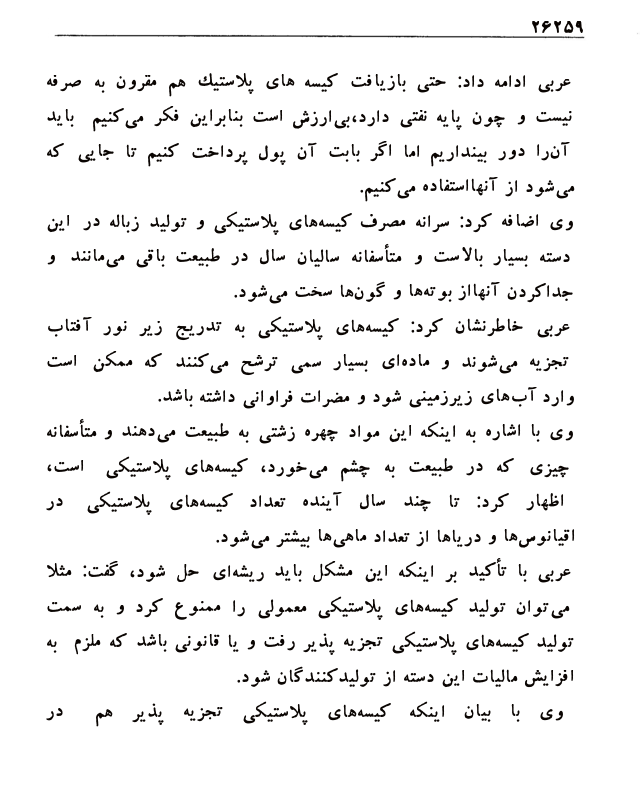 ۲۶۲۵۹
عربی ادامه داد: حتی بازیافت کیسه های پلاستیك هم مقرون به صرفه
نیست و چون پایه نفتی دارد،بی‌ارزش است بنابراین فکر می‌کنیم باید
آن‌را دور بیندازیم اما اگر بابت آن پول پرداخت کنیم تا جایی که
می‌شود از آنهااستفاده می‌کنیم.
وی اضافه کرد: سرانه مصرف کیسه‌های پلاستیکی و تولید زباله در این
دسته بسیار بالاست و متأسفانه سالیان سال در طبیعت باقی می‌مانند و
جداکردن آنهااز بوته‌ها و گون‌ها سخت می‌شود.
عربی خاطرنشان کرد: کیسه‌های پلاستیکی به تدریج زیر نور آفتاب
تجزیه می‌شوند و ماده‌ای بسیار سمی ترشح می‌کنند که ممکن است
وارد آب‌های زیرزمینی شود و مضرات فراوانی داشته باشد.
وی با اشاره به اینکه این مواد چهره زشتی به طبیعت می‌دهند و متأسفانه
چیزی که در طبیعت به چشم می‌خورد، کیسه‌های پلاستیکی است،
اظهار کرد: تا چند سال آینده تعداد کیسه‌های پلاستیکی در
اقیانوس‌ها و دریاها از تعداد ماهی‌ها بیشتر می‌شود.
عربی با تأکید بر اینکه این مشکل باید ریشه‌ای حل شود، گفت: مثلا
می‌توان تولید کیسه‌های پلاستیکی معمولی را ممنوع کرد و به سمت
تولید کیسه‌های پلاستیکی تجزیه پذیر رفت و یا قانونی باشد که ملزم به
افزایش مالیات این دسته از تولیدکنندگان شود.
وی با بیان اینکه کیسه‌های پلاستیکی تجزیه پذیر هم در